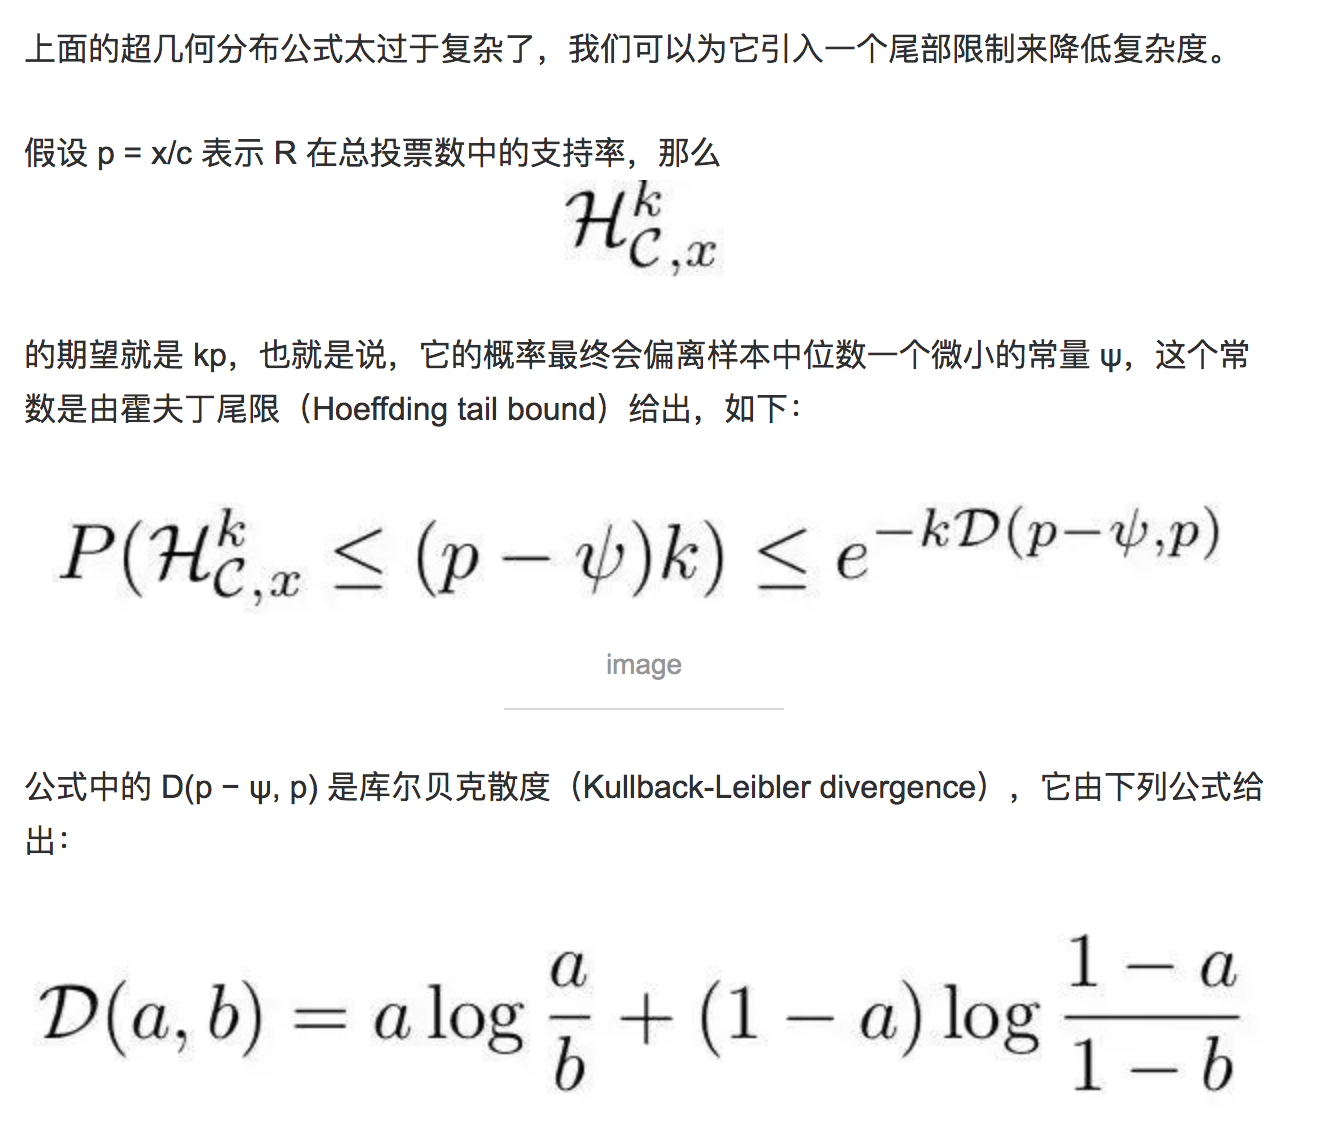 上面的超几何分布公式太过于复杂了，我们可以为它引入一个尾部限制来降低复杂度。
假设 p = x/c 表示 R 在总投票数中的支持率，那么
$\mathcal{H}_{\mathcal{C},x}^{k}$
的期望就是 kp，也就是说，它的概率最终会偏离样本中位数一个微小的常量 ψ，这个常
数是由霍夫丁尾限（Hoeffding tail bound）给出，如下：
$P(\mathcal{H}_{\mathcal{C},x}^{k} \leq (p - \psi)k) \leq e^{-k\mathcal{D}(p-\psi,p)}$
image
公式中的 D(p − ψ, p) 是库尔贝克散度（Kullback-Leibler divergence），它由下列公式给
出：
$\mathcal{D}(a, b) = a \log \frac{a}{b} + (1 - a) \log \frac{1 - a}{1 - b}$